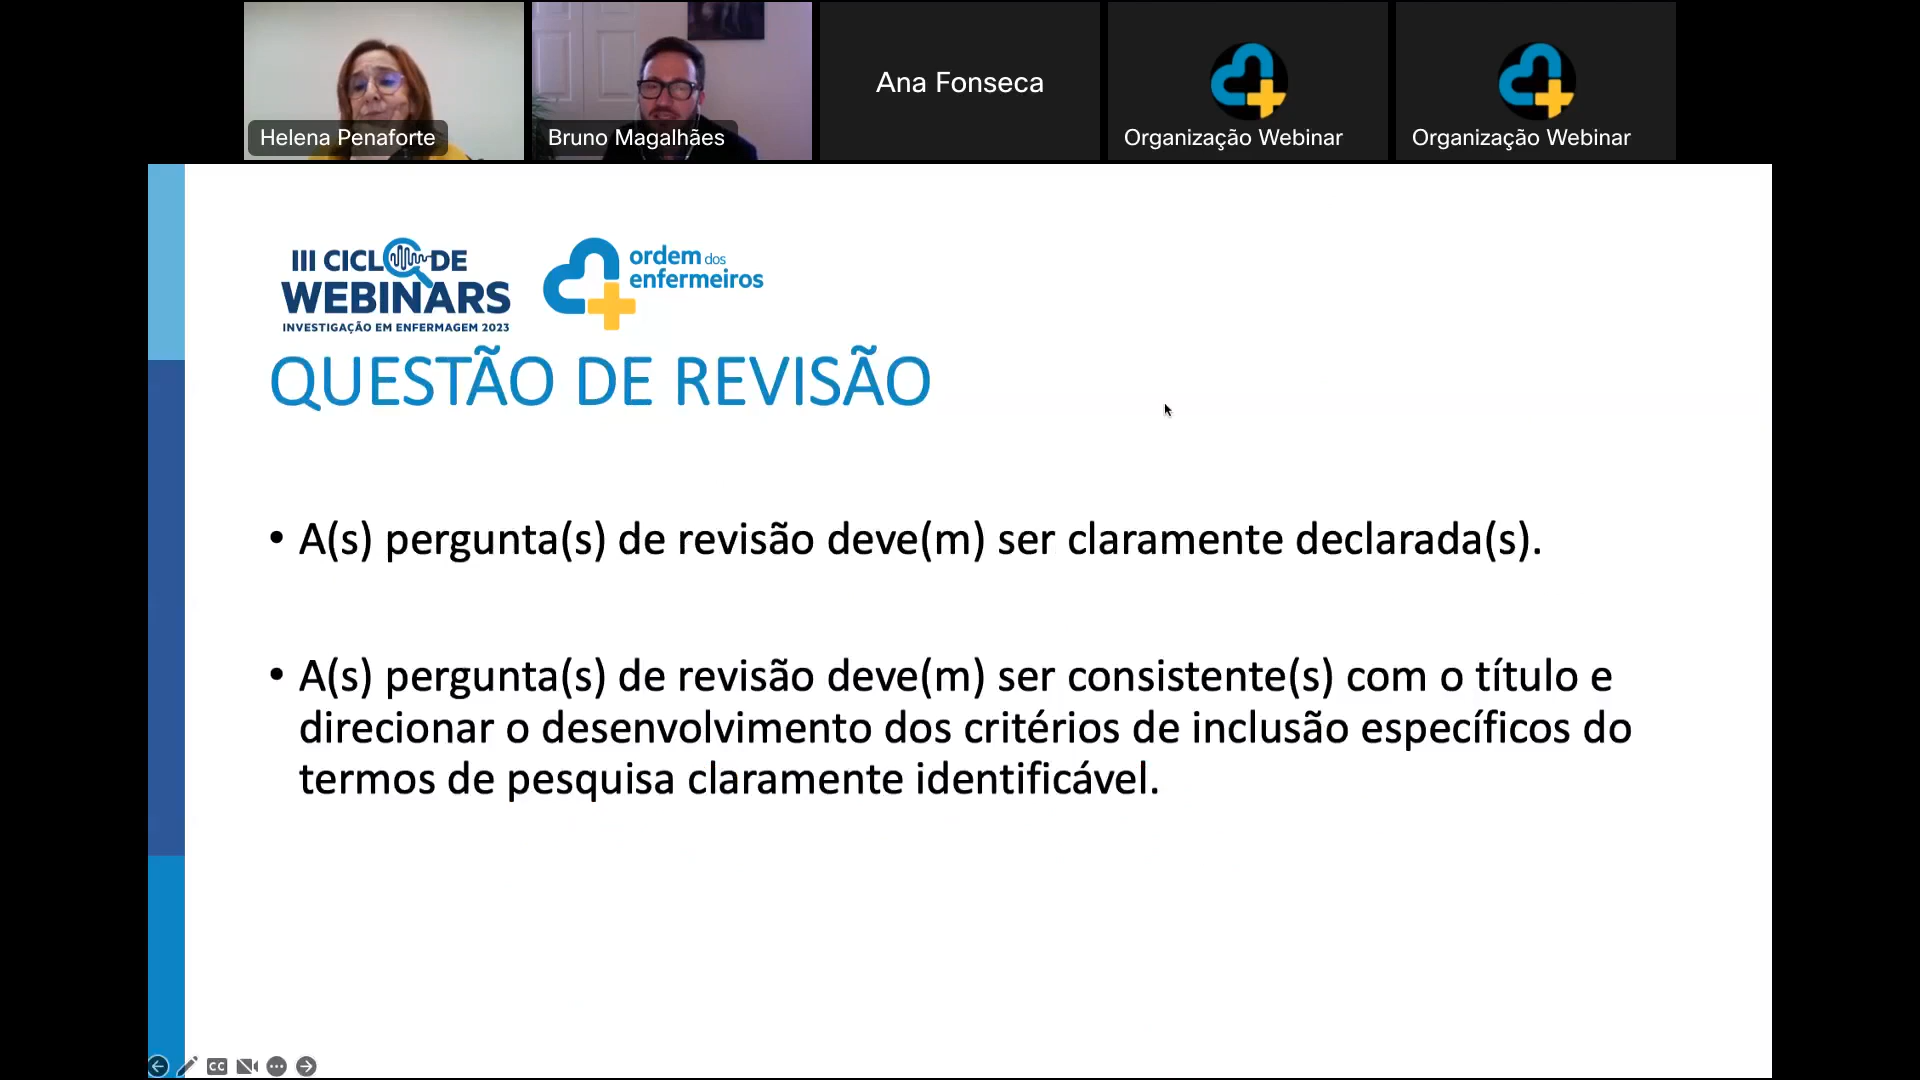 Helena Penaforte
Bruno Magalhães
Ana Fonseca
Organização Webinar
Organização Webinar
III CICLO DE
WEBINARS
INVESTIGAÇÃO EM ENFERMAGEM 2023
ordem dos
enfermeiros
QUESTÃO DE REVISÃO
• A(s) pergunta(s) de revisão deve(m) ser claramente declarada(s).
• A(s) pergunta(s) de revisão deve(m) ser consistente(s) com o título e
direcionar o desenvolvimento dos critérios de inclusão específicos do
termos de pesquisa claramente identificável.
CC